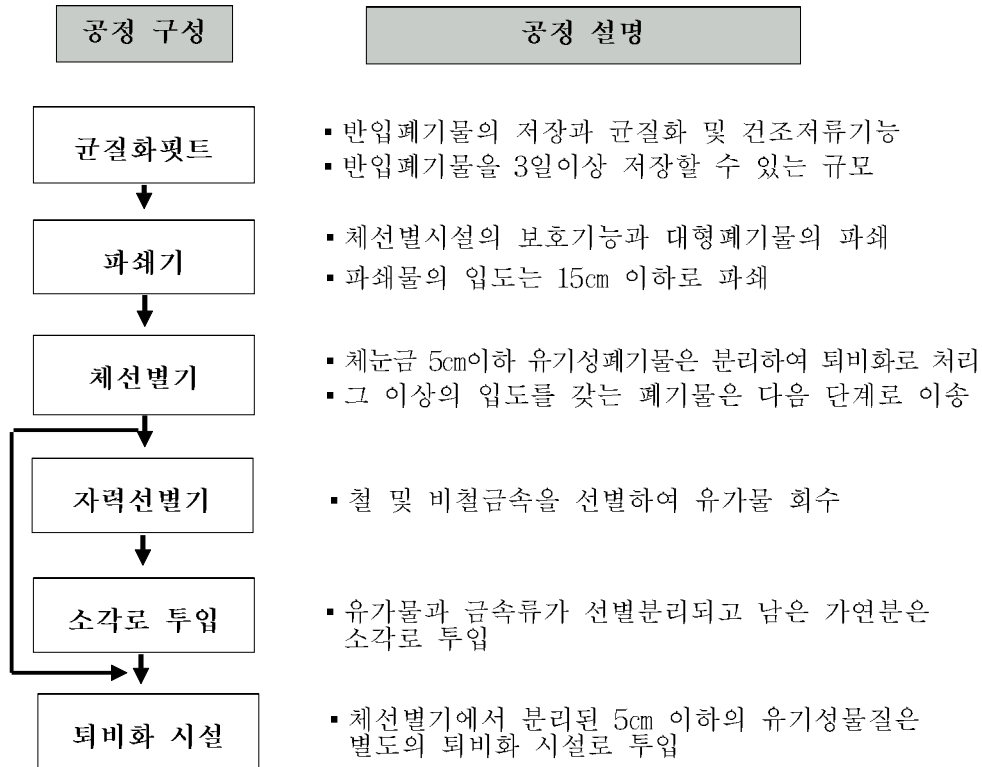 공정 구성
공정 설명
균질화핏트
▪ 반입폐기물의 저장과 균질화 및 건조저류기능
▪ 반입폐기물을 3일이상 저장할 수 있는 규모
파쇄기
▪ 체선별시설의 보호기능과 대형폐기물의 파쇄
▪ 파쇄물의 입도는 15㎝ 이하로 파쇄
체선별기
▪ 체눈금 5㎝이하 유기성폐기물은 분리하여 퇴비화로 처리
▪ 그 이상의 입도를 갖는 폐기물은 다음 단계로 이송
자력선별기
▪ 철 및 비철금속을 선별하여 유가물 회수
소각로 투입
▪ 유가물과 금속류가 선별분리되고 남은 가연분은
소각로 투입
퇴비화 시설
▪ 체선별기에서 분리된 5㎝ 이하의 유기성물질은
별도의 퇴비화 시설로 투입